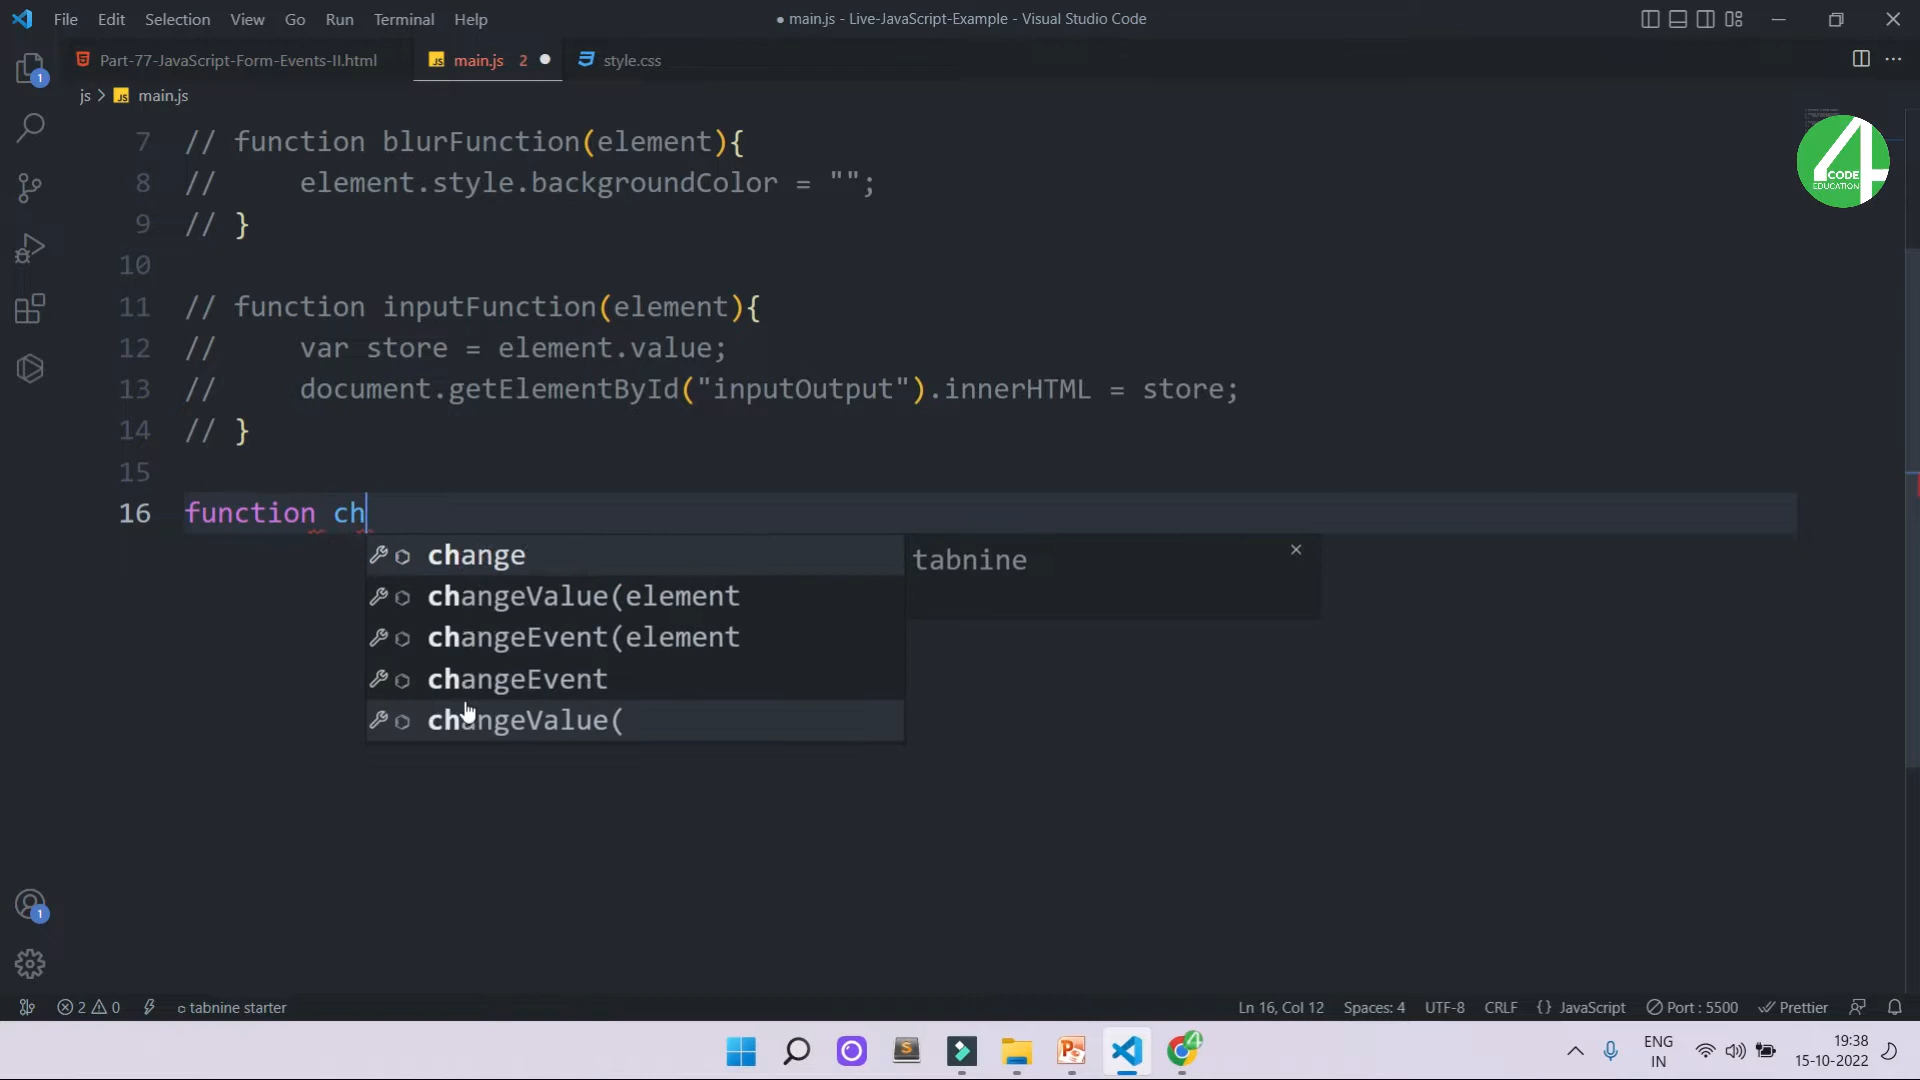 File Edit Selection View Go Run Terminal Help
● main.js - Live-JavaScript-Example - Visual Studio Code
Part-77-JavaScript-Form-Events-II.html
JS main.js 2 ●
style.css
js > JS main.js
7 // function blurFunction(element){
8 //     element.style.backgroundColor = "";
9 // }
10
11 // function inputFunction(element){
12 //     var store = element.value;
13 //     document.getElementById("inputOutput").innerHTML = store;
14 // }
15
16 function ch
change
changeValue(element
changeEvent(element
changeEvent
changeValue(
tabnine
4
CODE
EDUCATION
1
1
2 0 tabnine starter
Ln 16, Col 12 Spaces: 4 UTF-8 CRLF {} JavaScript Port : 5500 Prettier
ENG
IN
19:38
15-10-2022